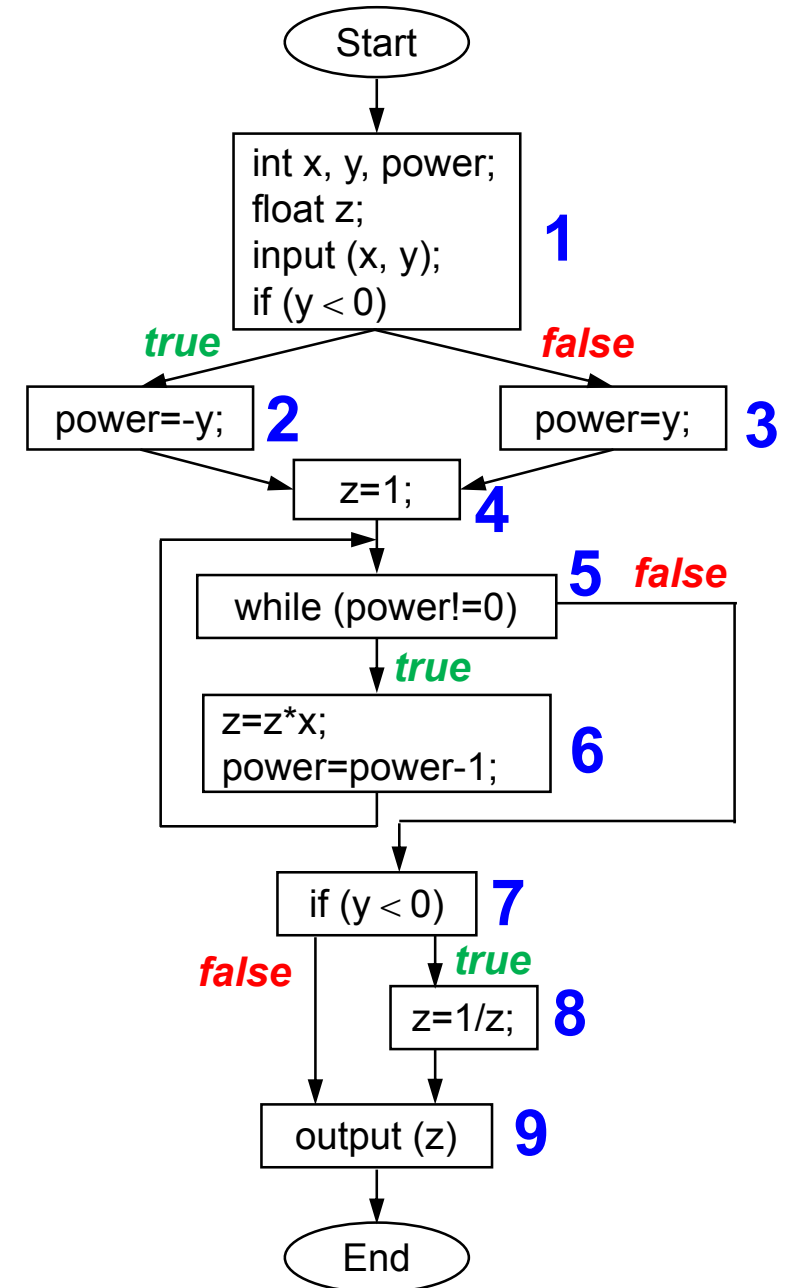 Start
int x, y, power;
float z;
input (x, y);
if (y < 0)
1
true
false
power=-y;
2
power=y;
3
z=1;
4
while (power!=0)
5
false
true
z=z*x;
power=power-1;
6
if (y < 0)
7
false
true
z=1/z;
8
output (z)
9
End